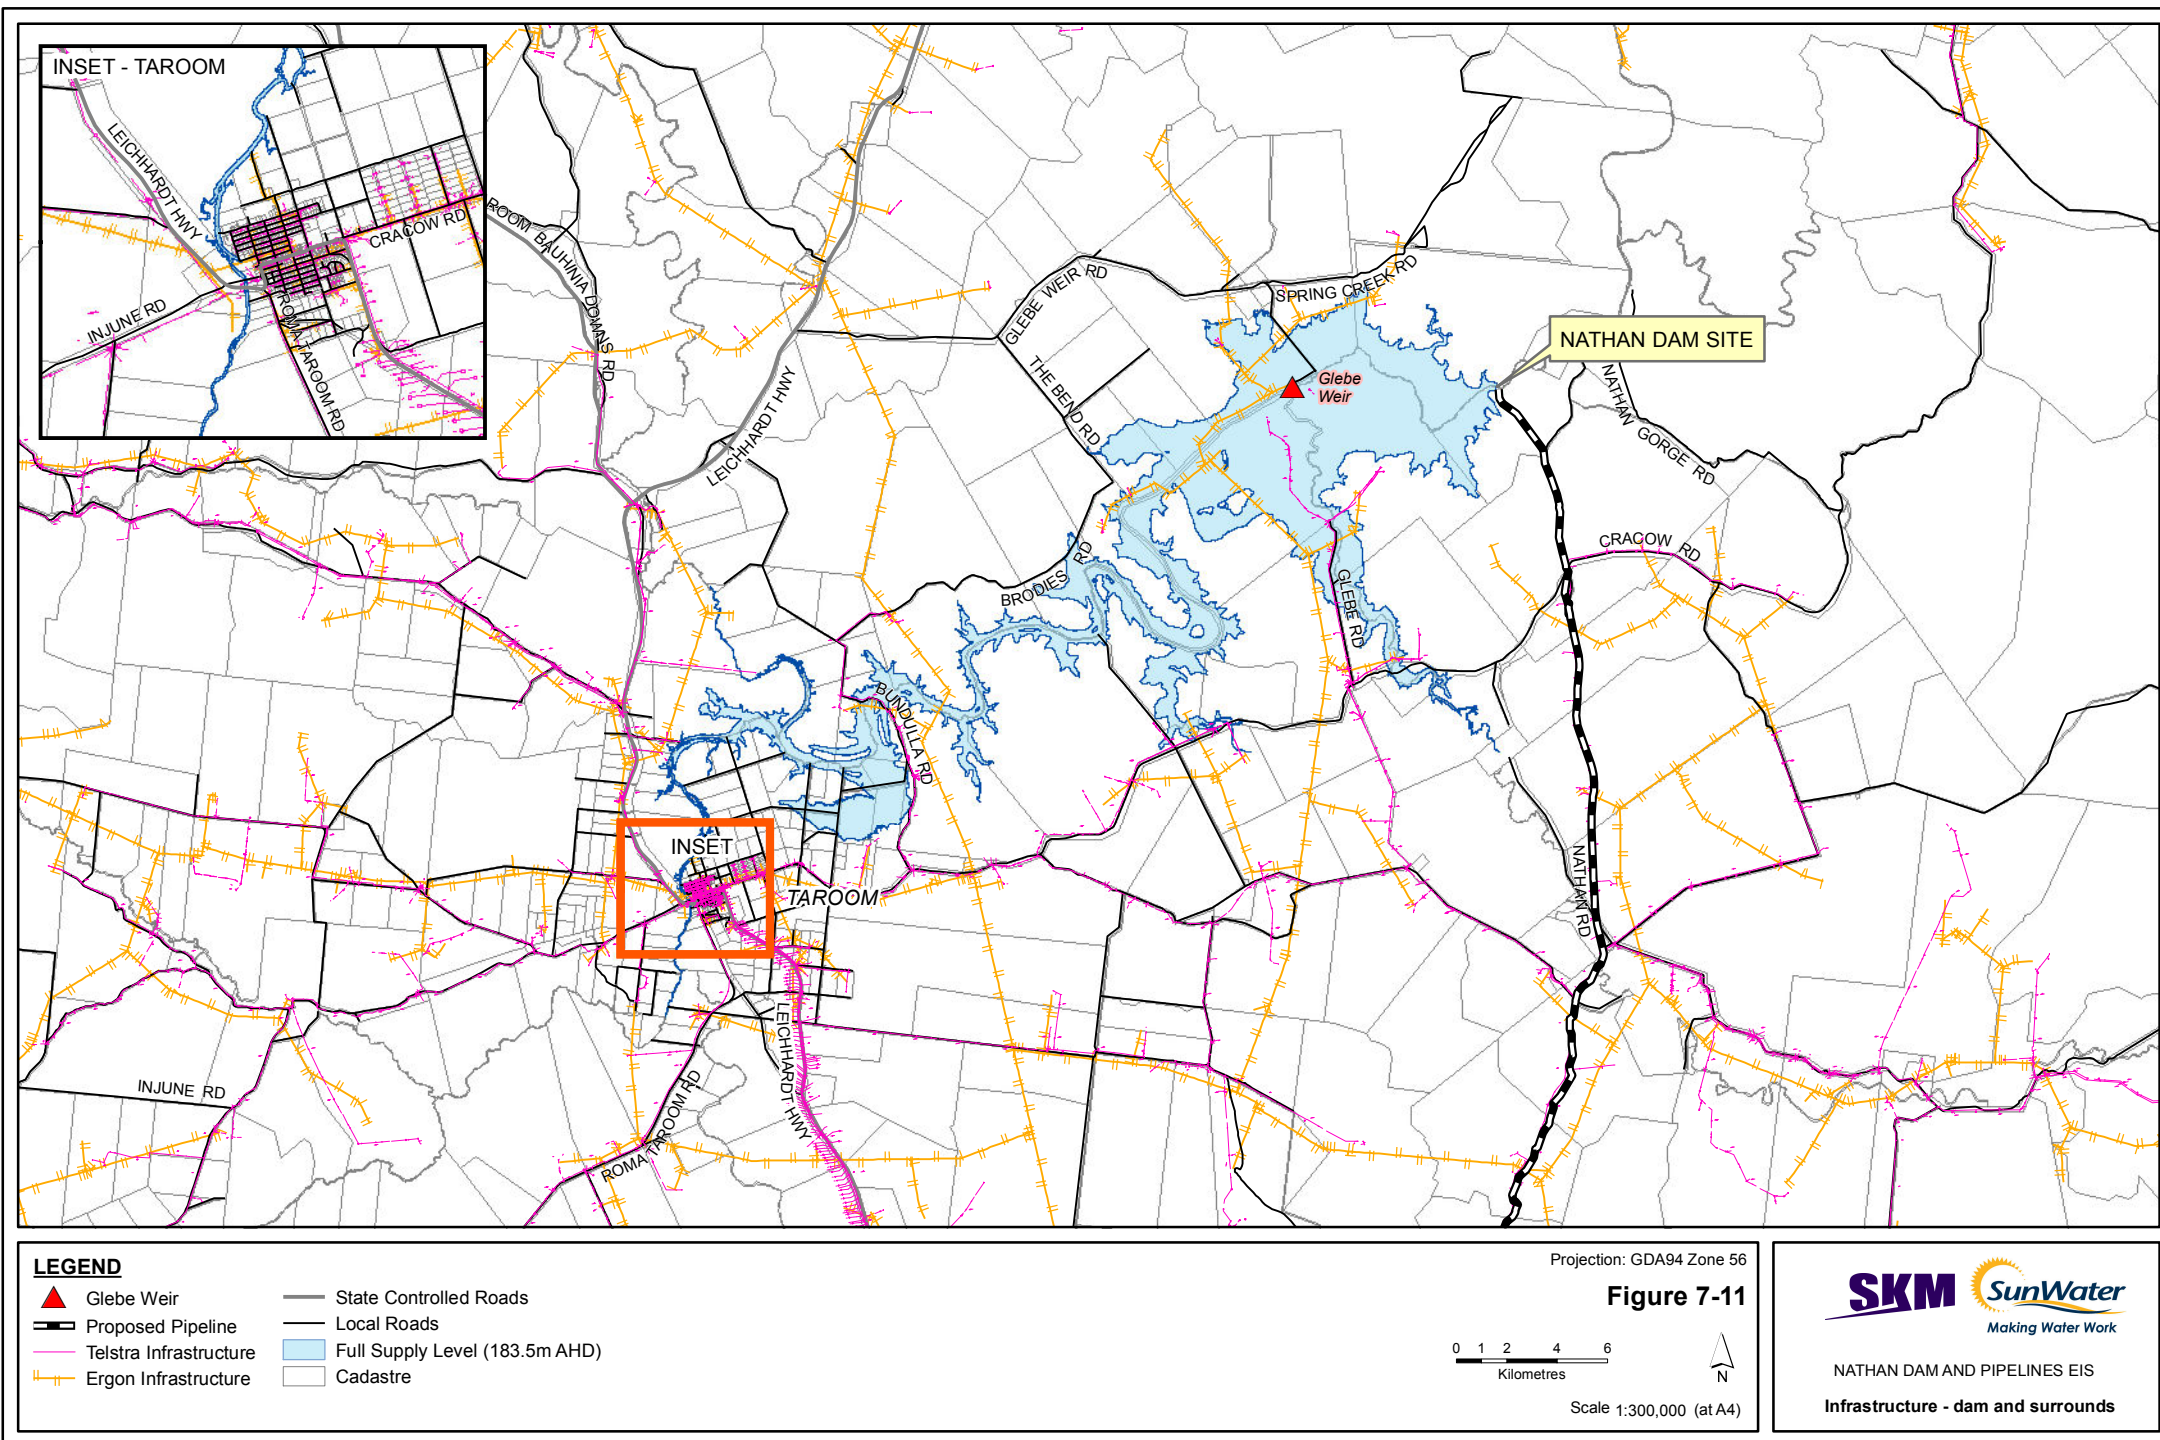 INSET - TAROOM
LEICHHARDT HWY
CRACOW RD
INJUNE RD
ROMA TAROOM RD
ROOM BAUHINIA DOWNS RD
LEICHHARDT HWY
GLEBE WEIR RD
SPRING CREEK RD
THE BEND RD
Glebe
Weir
NATHAN DAM SITE
NATHAN GORGE RD
CRACOW RD
BRODIES RD
GLEBE RD
BUNDULLA RD
INSET
TAROOM
NATHAN RD
LEICHHARDT HWY
INJUNE RD
ROMA TAROOM RD
LEGEND
Glebe Weir
Proposed Pipeline
Telstra Infrastructure
Ergon Infrastructure
State Controlled Roads
Local Roads
Full Supply Level (183.5m AHD)
Cadastre
Projection: GDA94 Zone 56
Figure 7-11
0 1 2 4 6
Kilometres
N
Scale 1:300,000 (at A4)
SKM
SunWater
Making Water Work
NATHAN DAM AND PIPELINES EIS
Infrastructure - dam and surrounds